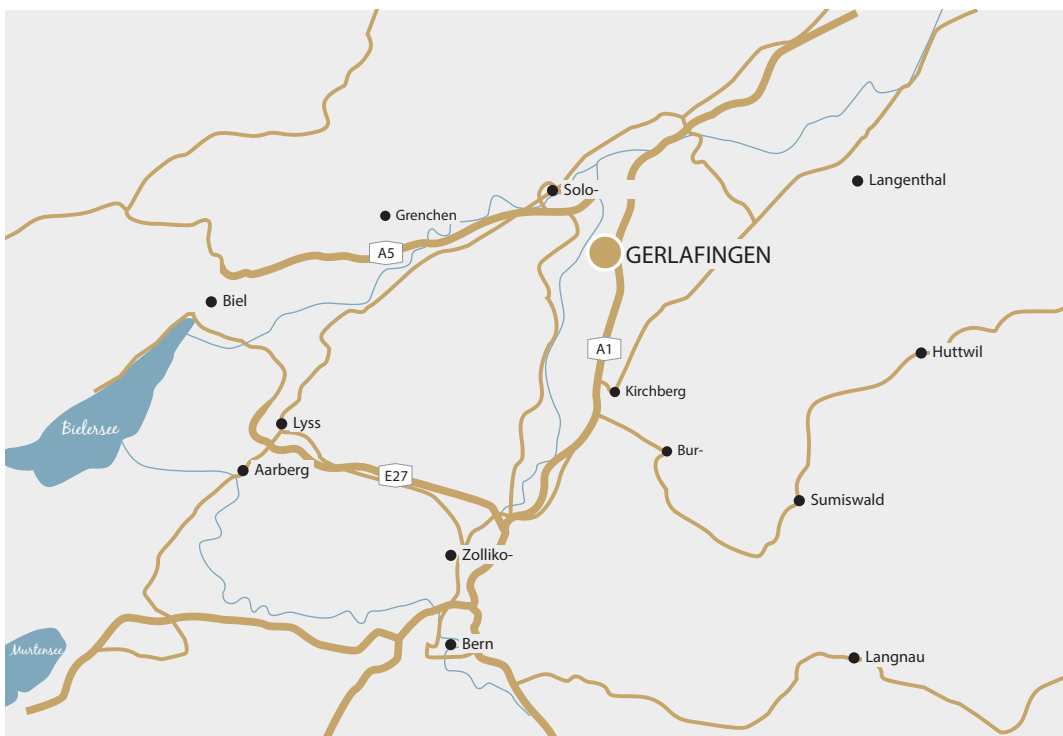 Langenthal
Solo-
Grenchen
A5
GERLAFINGEN
Biel
A1
Huttwil
Kirchberg
Bielersee
Lyss
Bur-
Aarberg
E27
Sumiswald
Zolliko-
Bern
Murtensee
Langnau